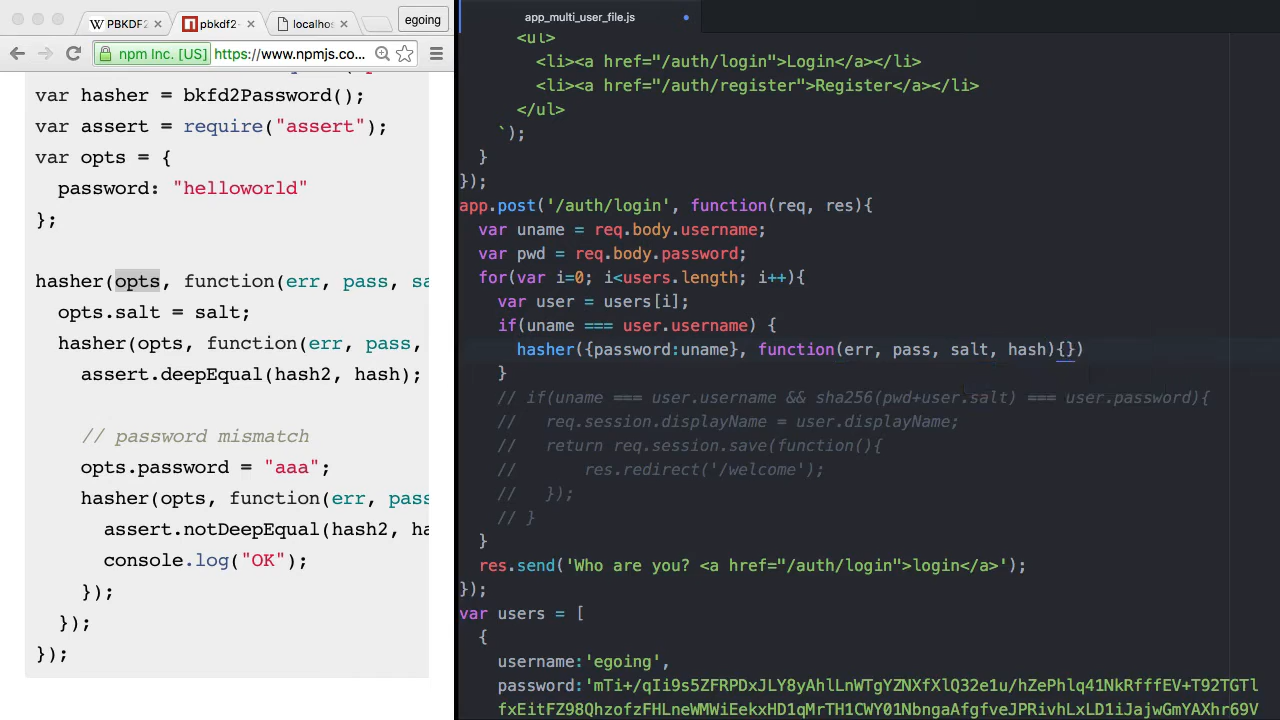 PBKDF2
pbkdf2-
localhos
egoing
npm Inc. [US]
https://www.npmjs.co...
var hasher = bkfd2Password();
var assert = require("assert");
var opts = {
password: "helloworld"
};
hasher(opts, function(err, pass, sa
opts.salt = salt;
hasher(opts, function(err, pass,
assert.deepEqual(hash2, hash);
// password mismatch
opts.password = "aaa";
hasher(opts, function(err, pass
assert.notDeepEqual(hash2, ha
console.log("OK");
});
});
});
app_multi_user_file.js
<ul>
<li><a href="/auth/login">Login</a></li>
<li><a href="/auth/register">Register</a></li>
</ul>
`);
}
});
app.post('/auth/login', function(req, res){
var uname = req.body.username;
var pwd = req.body.password;
for(var i=0; i<users.length; i++){
var user = users[i];
if(uname === user.username) {
hasher({password:uname}, function(err, pass, salt, hash){})
}
// if(uname === user.username && sha256(pwd+user.salt) === user.password){
// req.session.displayName = user.displayName;
// return req.session.save(function(){
// res.redirect('/welcome');
// });
// }
}
res.send('Who are you? <a href="/auth/login">login</a>');
});
var users = [
{
username:'egoing',
password:'mTi+/qIi9s5ZFRPDxJLY8yAhlLnWTgYZNXfXlQ32e1u/hZePhlq41NkRfffEV+T92TGTl
fxEitFZ98QhzofzFHLneWMWiEekxHD1qMrTH1CWY01NbngaAfgfveJPRivhLxLD1iJajwGmYAXhr69V